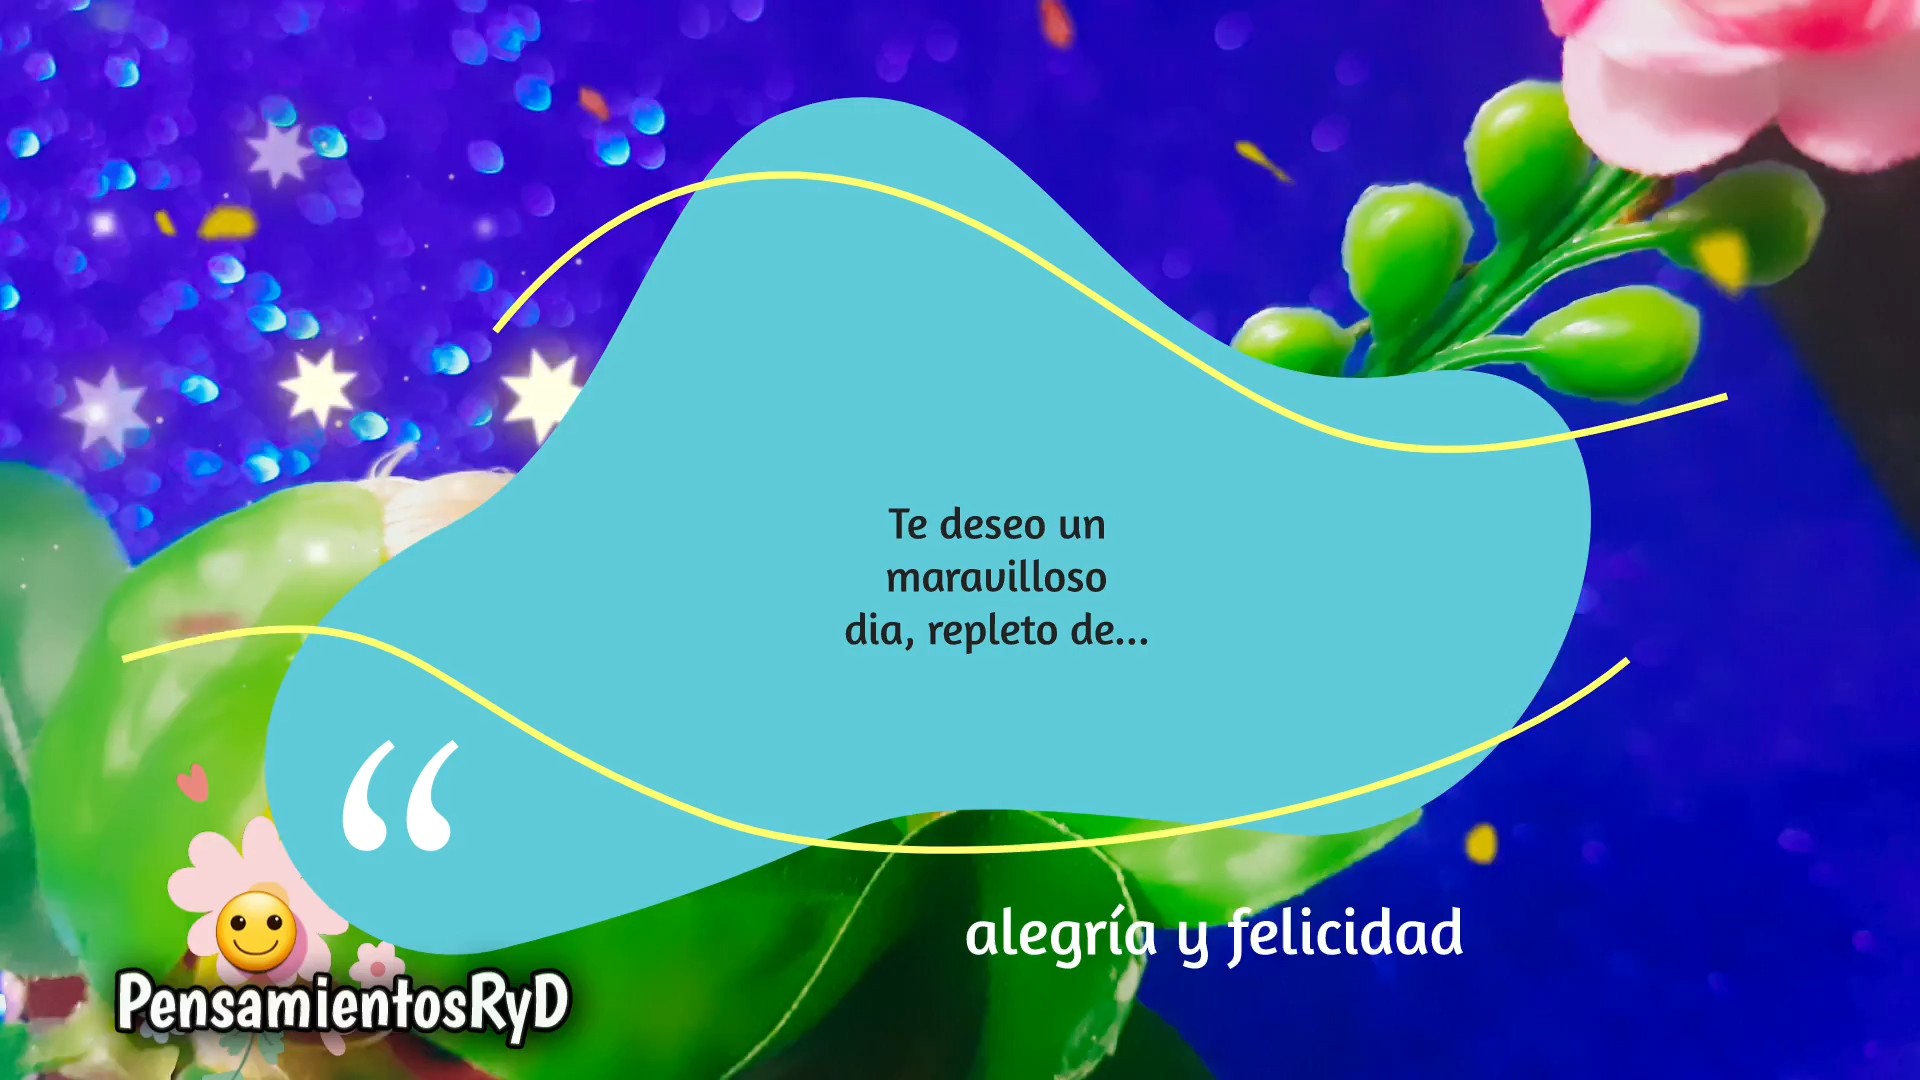 Te deseo un
maravilloso
dia, repleto de...
“
alegría y felicidad
PensamientosRyD